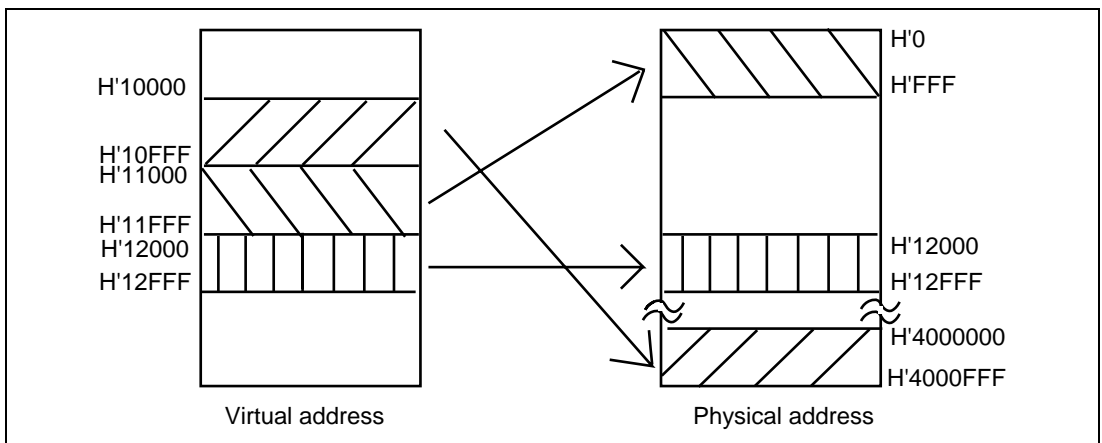 H'10000
H'10FFF
H'11000
H'11FFF
H'12000
H'12FFF
Virtual address
H'0
H'FFF
H'12000
H'12FFF
H'4000000
H'4000FFF
Physical address